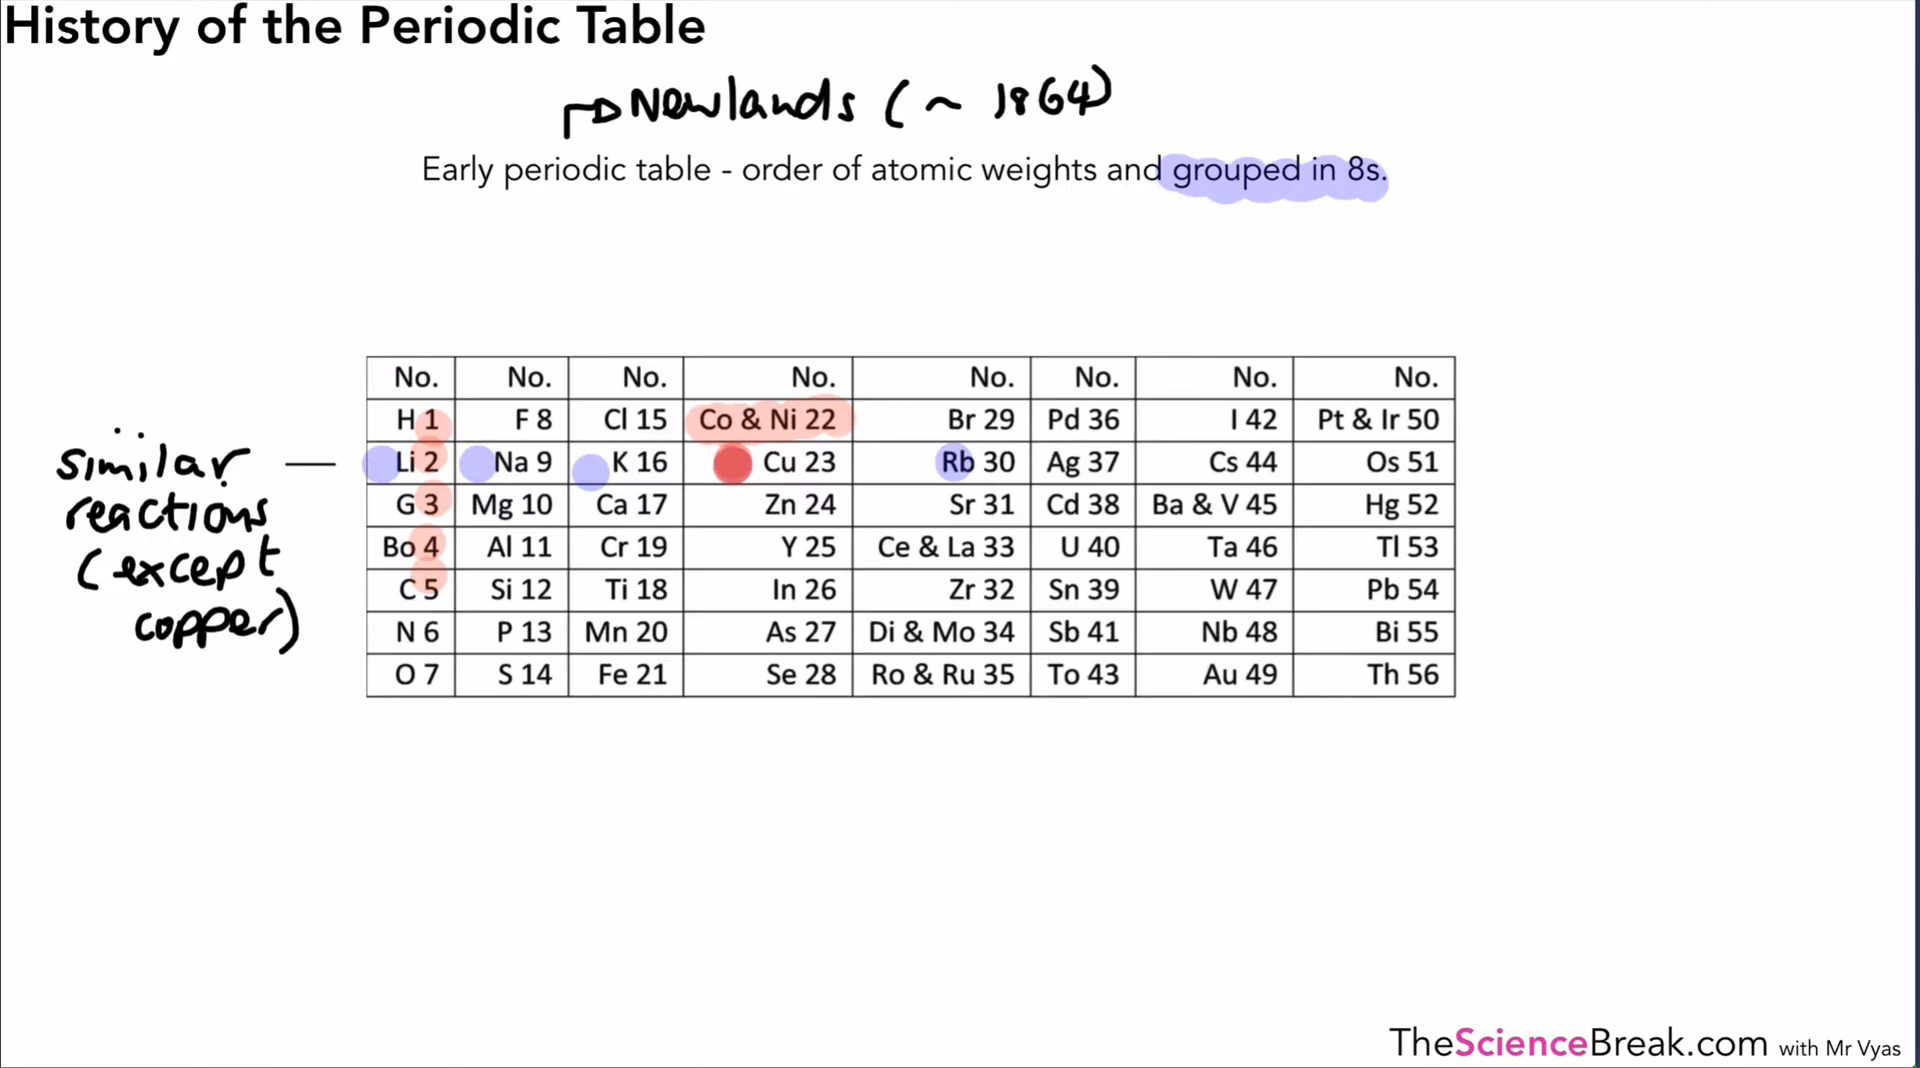 History of the Periodic Table
Newlands (~ 1864)
Early periodic table - order of atomic weights and grouped in 8s.
No. No. No. No. No. No. No. No.
H 1 F 8 Cl 15 Co & Ni 22 Br 29 Pd 36 I 42 Pt & Ir 50
Li 2 Na 9 K 16 Cu 23 Rb 30 Ag 37 Cs 44 Os 51
G 3 Mg 10 Ca 17 Zn 24 Sr 31 Cd 38 Ba & V 45 Hg 52
Bo 4 Al 11 Cr 19 Y 25 Ce & La 33 U 40 Ta 46 Tl 53
C 5 Si 12 Ti 18 In 26 Zr 32 Sn 39 W 47 Pb 54
N 6 P 13 Mn 20 As 27 Di & Mo 34 Sb 41 Nb 48 Bi 55
O 7 S 14 Fe 21 Se 28 Ro & Ru 35 To 43 Au 49 Th 56
similar
reactions
(except
copper)
TheScienceBreak.com with Mr Vyas